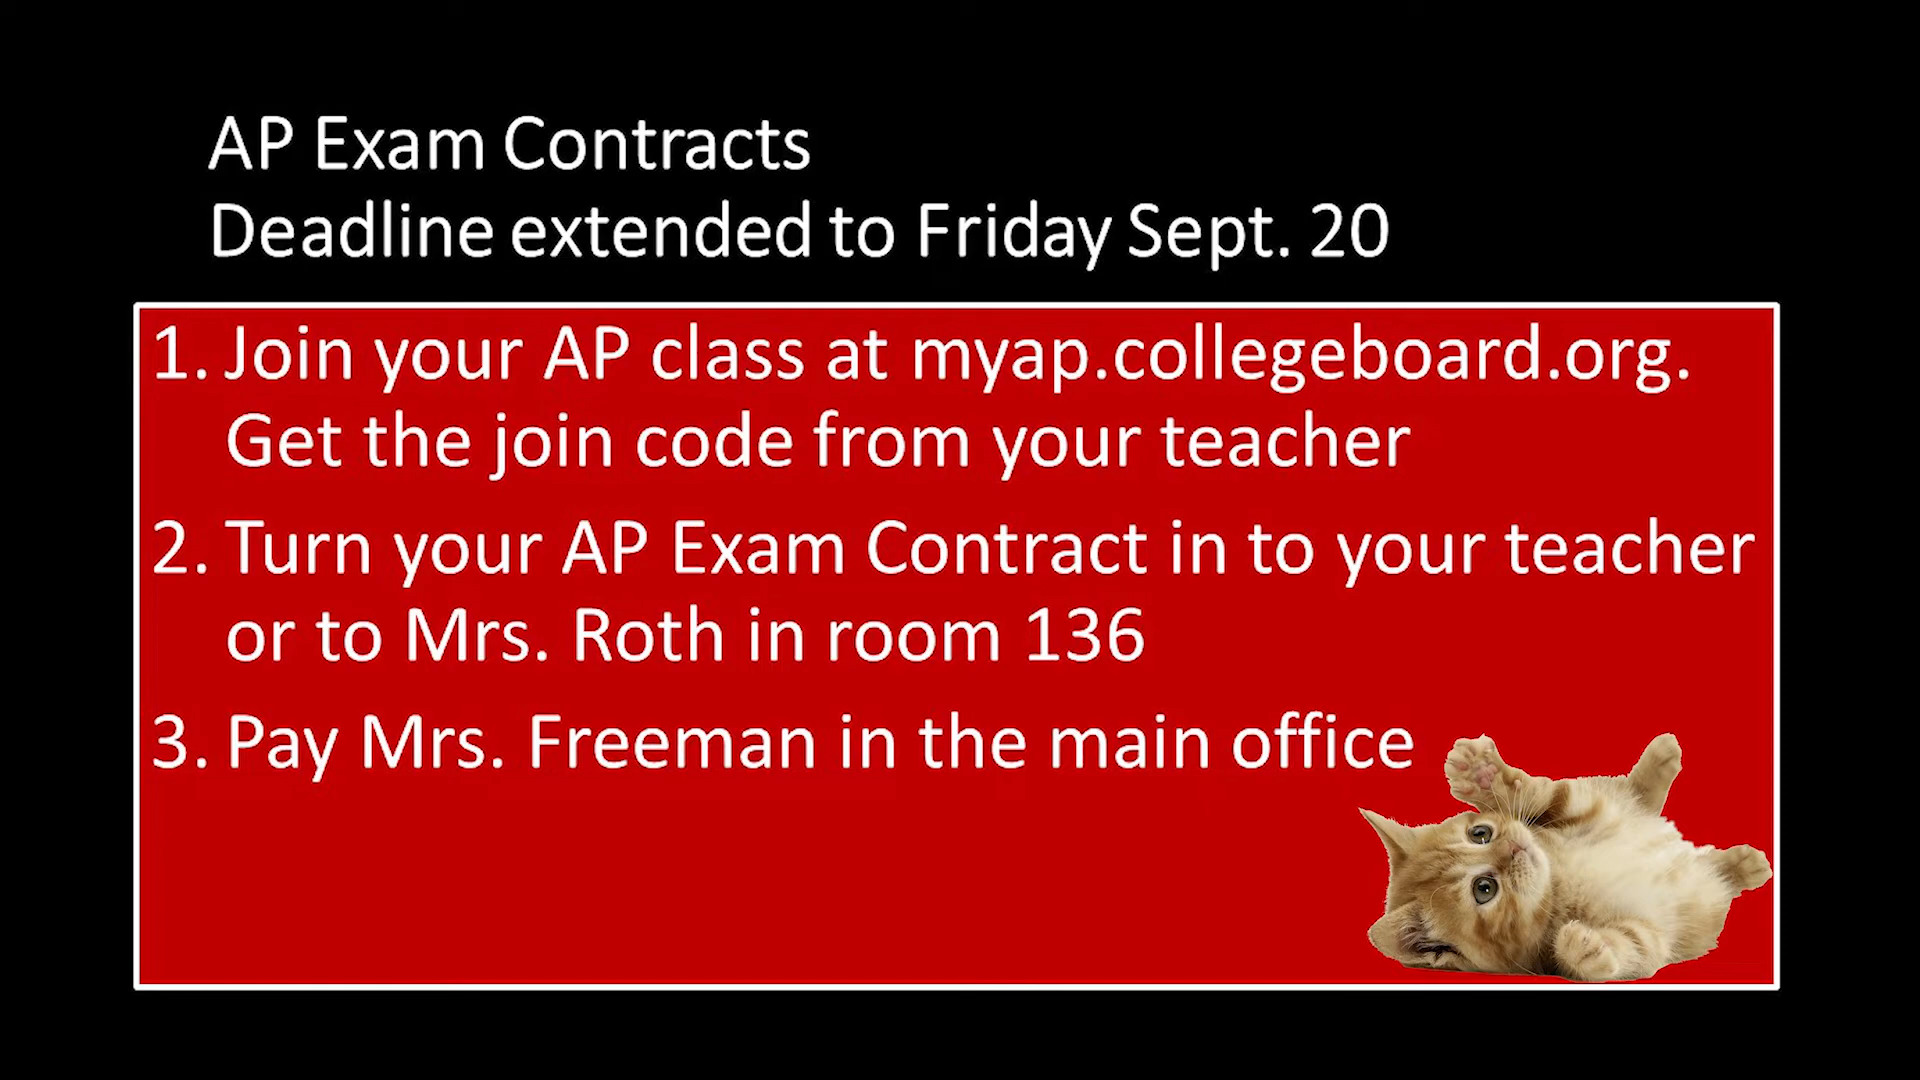 AP Exam Contracts
Deadline extended to Friday Sept. 20
1. Join your AP class at myap.collegeboard.org.
Get the join code from your teacher
2. Turn your AP Exam Contract in to your teacher
or to Mrs. Roth in room 136
3. Pay Mrs. Freeman in the main office